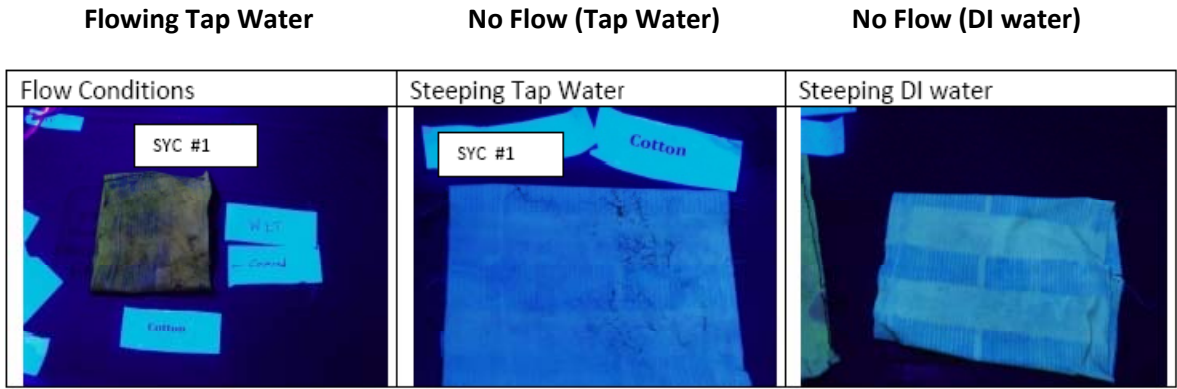 Flowing Tap Water
No Flow (Tap Water)
No Flow (DI water)
Flow Conditions
Steeping Tap Water
Steeping DI water
SYC #1
SYC #1
Cotton
WLT
Cotton